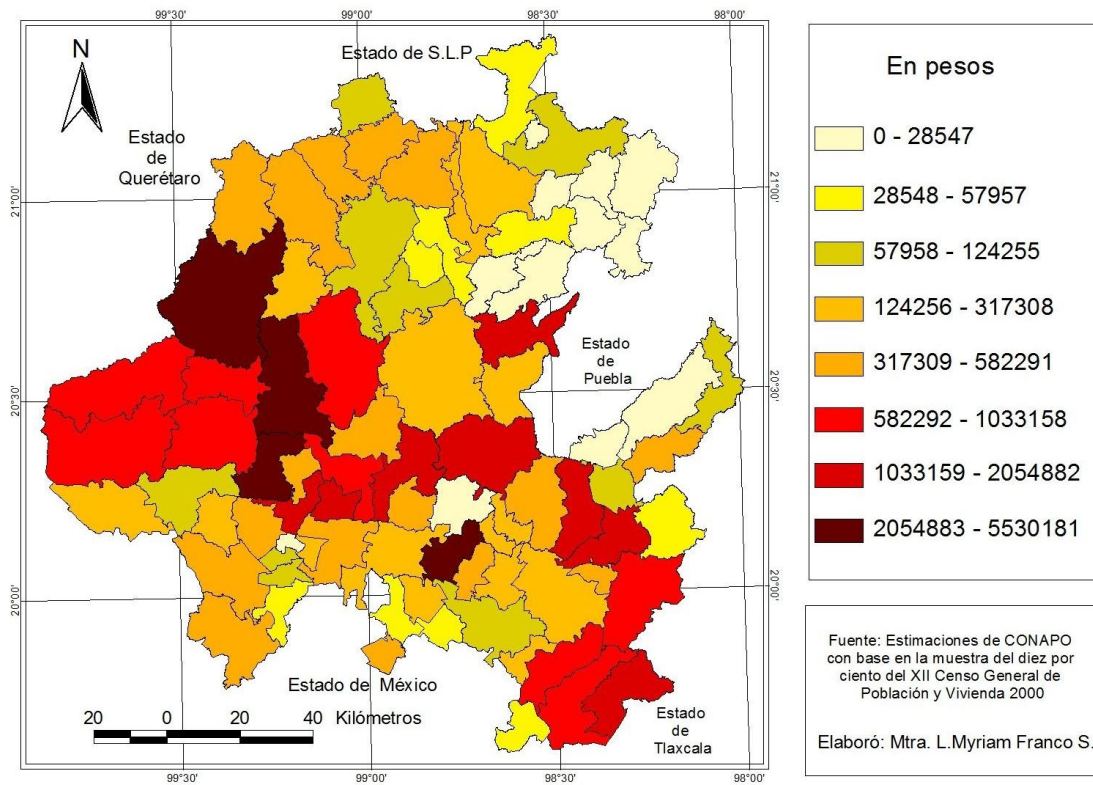 99°30'
99°00'
98°30'
98°00'
N
Estado de S.L.P
Estado
de
Querétaro
21°00'
21°00'
Estado
de
Puebla
20°30'
20°30'
20°00'
20°00'
Estado de México
Estado
de
Tlaxcala
20 0 20 40 Kilómetros
99°30'
99°00'
98°30'
98°00'
En pesos
0 - 28547
28548 - 57957
57958 - 124255
124256 - 317308
317309 - 582291
582292 - 1033158
1033159 - 2054882
2054883 - 5530181
Fuente: Estimaciones de CONAPO
con base en la muestra del diez por
ciento del XII Censo General de
Población y Vivienda 2000
Elaboró: Mtra. L.Myriam Franco S.